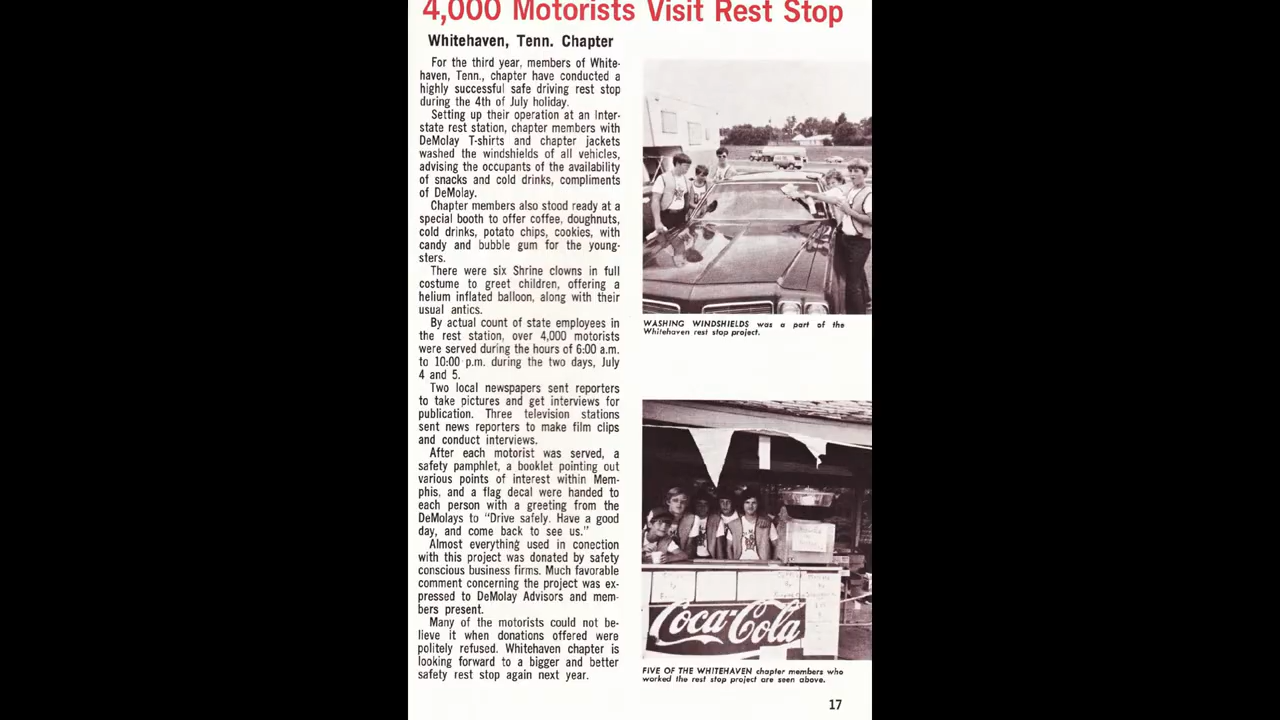 4,000 Motorists Visit Rest Stop
Whitehaven, Tenn. Chapter
For the third year, members of White-
haven, Tenn., chapter have conducted a
highly successful safe driving rest stop
during the 4th of July holiday.
Setting up their operation at an Inter-
state rest station, chapter members with
DeMolay T-shirts and chapter jackets
washed the windshields of all vehicles,
advising the occupants of the availability
of snacks and cold drinks, compliments
of DeMolay.
Chapter members also stood ready at a
special booth to offer coffee, doughnuts,
cold drinks, potato chips, cookies, with
candy and bubble gum for the young-
sters.
There were six Shrine clowns in full
costume to greet children, offering a
helium inflated balloon, along with their
usual antics.
By actual count of state employees in
the rest station, over 4,000 motorists
were served during the hours of 6:00 a.m.
to 10:00 p.m. during the two days, July
4 and 5.
Two local newspapers sent reporters
to take pictures and get interviews for
publication. Three television stations
sent news reporters to make film clips
and conduct interviews.
After each motorist was served, a
safety pamphlet, a booklet pointing out
various points of interest within Mem-
phis, and a flag decal were handed to
each person with a greeting from the
DeMolays to "Drive safely. Have a good
day, and come back to see us."
Almost everything used in conection
with this project was donated by safety
conscious business firms. Much favorable
comment concerning the project was ex-
pressed to DeMolay Advisors and mem-
bers present.
Many of the motorists could not be-
lieve it when donations offered were
politely refused. Whitehaven chapter is
looking forward to a bigger and better
safety rest stop again next year.
WASHING WINDSHIELDS was a part of the
Whitehaven rest stop project.
Coca-Cola
FIVE OF THE WHITEHAVEN chapter members who
worked the rest stop project are seen above.
17